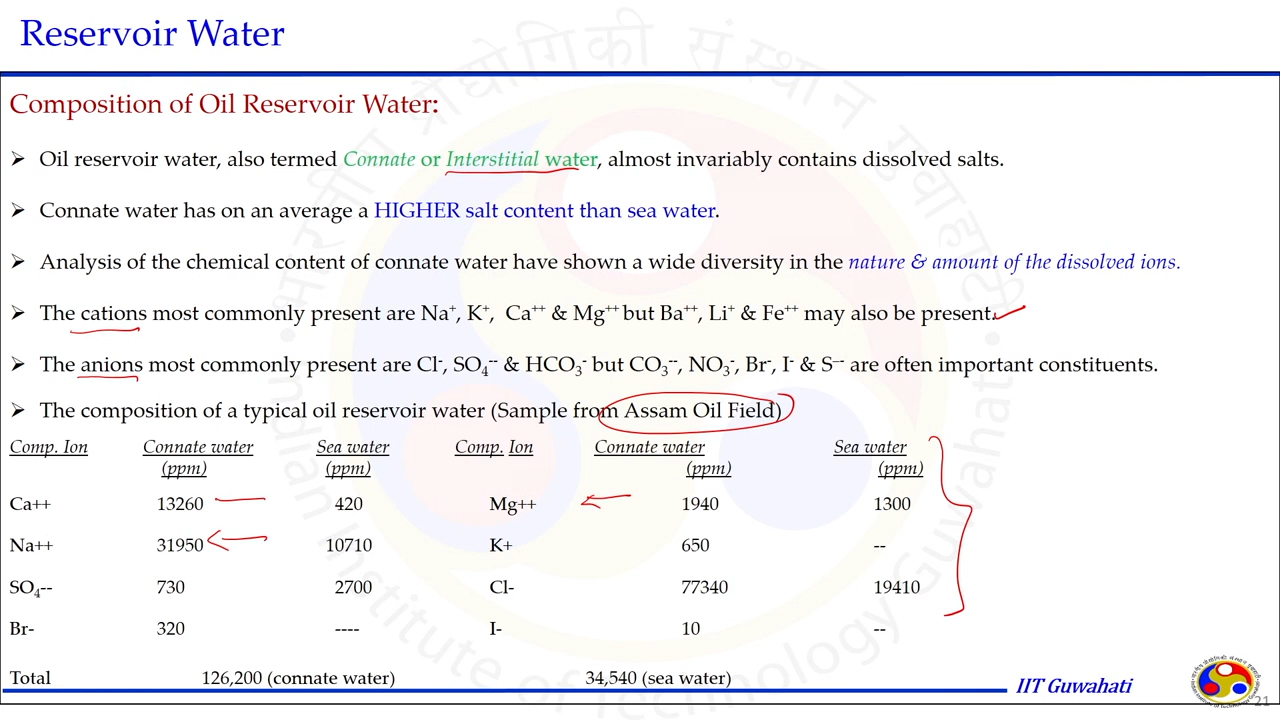 Reservoir Water
Composition of Oil Reservoir Water:
➢ Oil reservoir water, also termed Connate or Interstitial water, almost invariably contains dissolved salts.
➢ Connate water has on an average a HIGHER salt content than sea water.
➢ Analysis of the chemical content of connate water have shown a wide diversity in the nature & amount of the dissolved ions.
➢ The cations most commonly present are Na⁺, K⁺, Ca⁺⁺ & Mg⁺⁺ but Ba⁺⁺, Li⁺ & Fe⁺⁺ may also be present.
➢ The anions most commonly present are Cl⁻, SO₄⁻⁻ & HCO₃⁻ but CO₃⁻⁻, NO₃⁻, Br⁻, I⁻ & S⁻⁻ are often important constituents.
➢ The composition of a typical oil reservoir water (Sample from Assam Oil Field)
Comp. Ion Connate water Sea water Comp. Ion Connate water Sea water
(ppm) (ppm) (ppm) (ppm)
Ca++ 13260 420 Mg++ 1940 1300
Na++ 31950 10710 K+ 650 --
SO₄-- 730 2700 Cl- 77340 19410
Br- 320 ---- I- 10 --
Total 126,200 (connate water) 34,540 (sea water)
IIT Guwahati
21
भारतीय प्रौद्योगिकी संस्थान गुवाहाटी
Indian Institute of Technology Guwahati